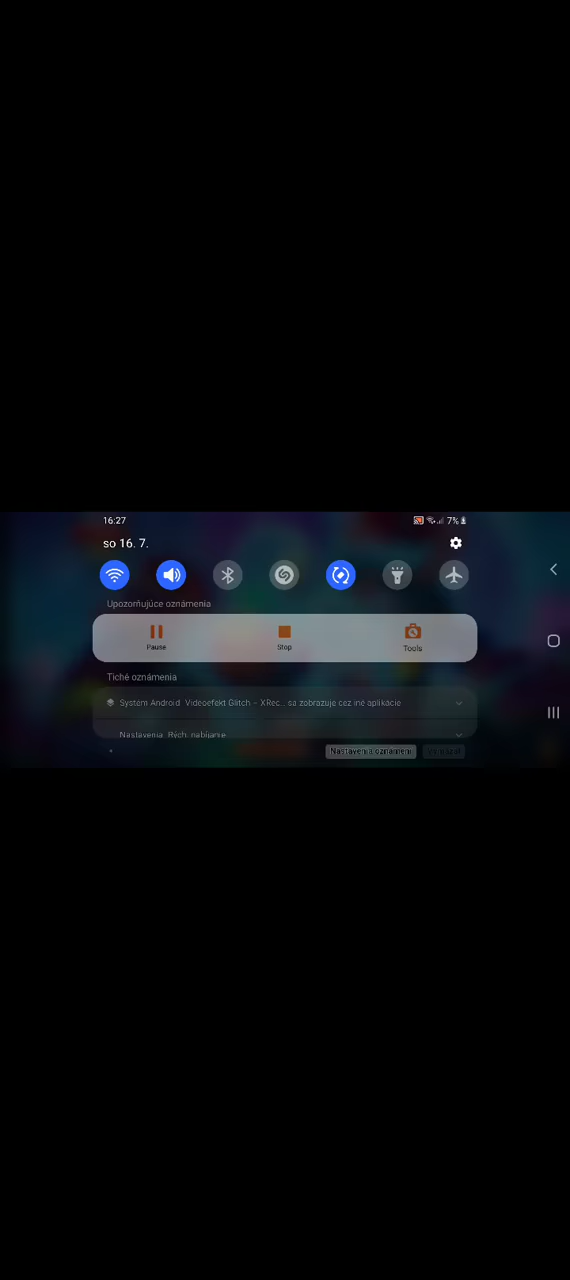 16:27
7%
so 16. 7.
Upozorňujúce oznámenia
Pause
Stop
Tools
Tiché oznámenia
System Android Videoefekt Glitch – XRec.. sa zobrazuje cez iné aplikácie
Nastavenia Rých. nabíjanie
Nastavenia oznámení